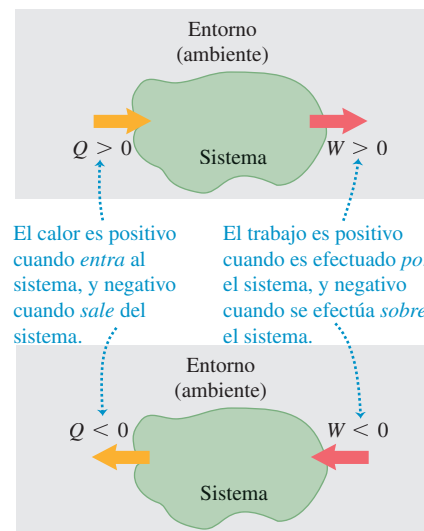 Entorno
(ambiente)
Q > 0
Sistema
W > 0
El calor es positivo
cuando entra al
sistema, y negativo
cuando sale del
sistema.
El trabajo es positivo
cuando es efectuado
el sistema, y negativo
cuando se efectúa sobre
el sistema.
Entorno
(ambiente)
Q < 0
W < 0
Sistema